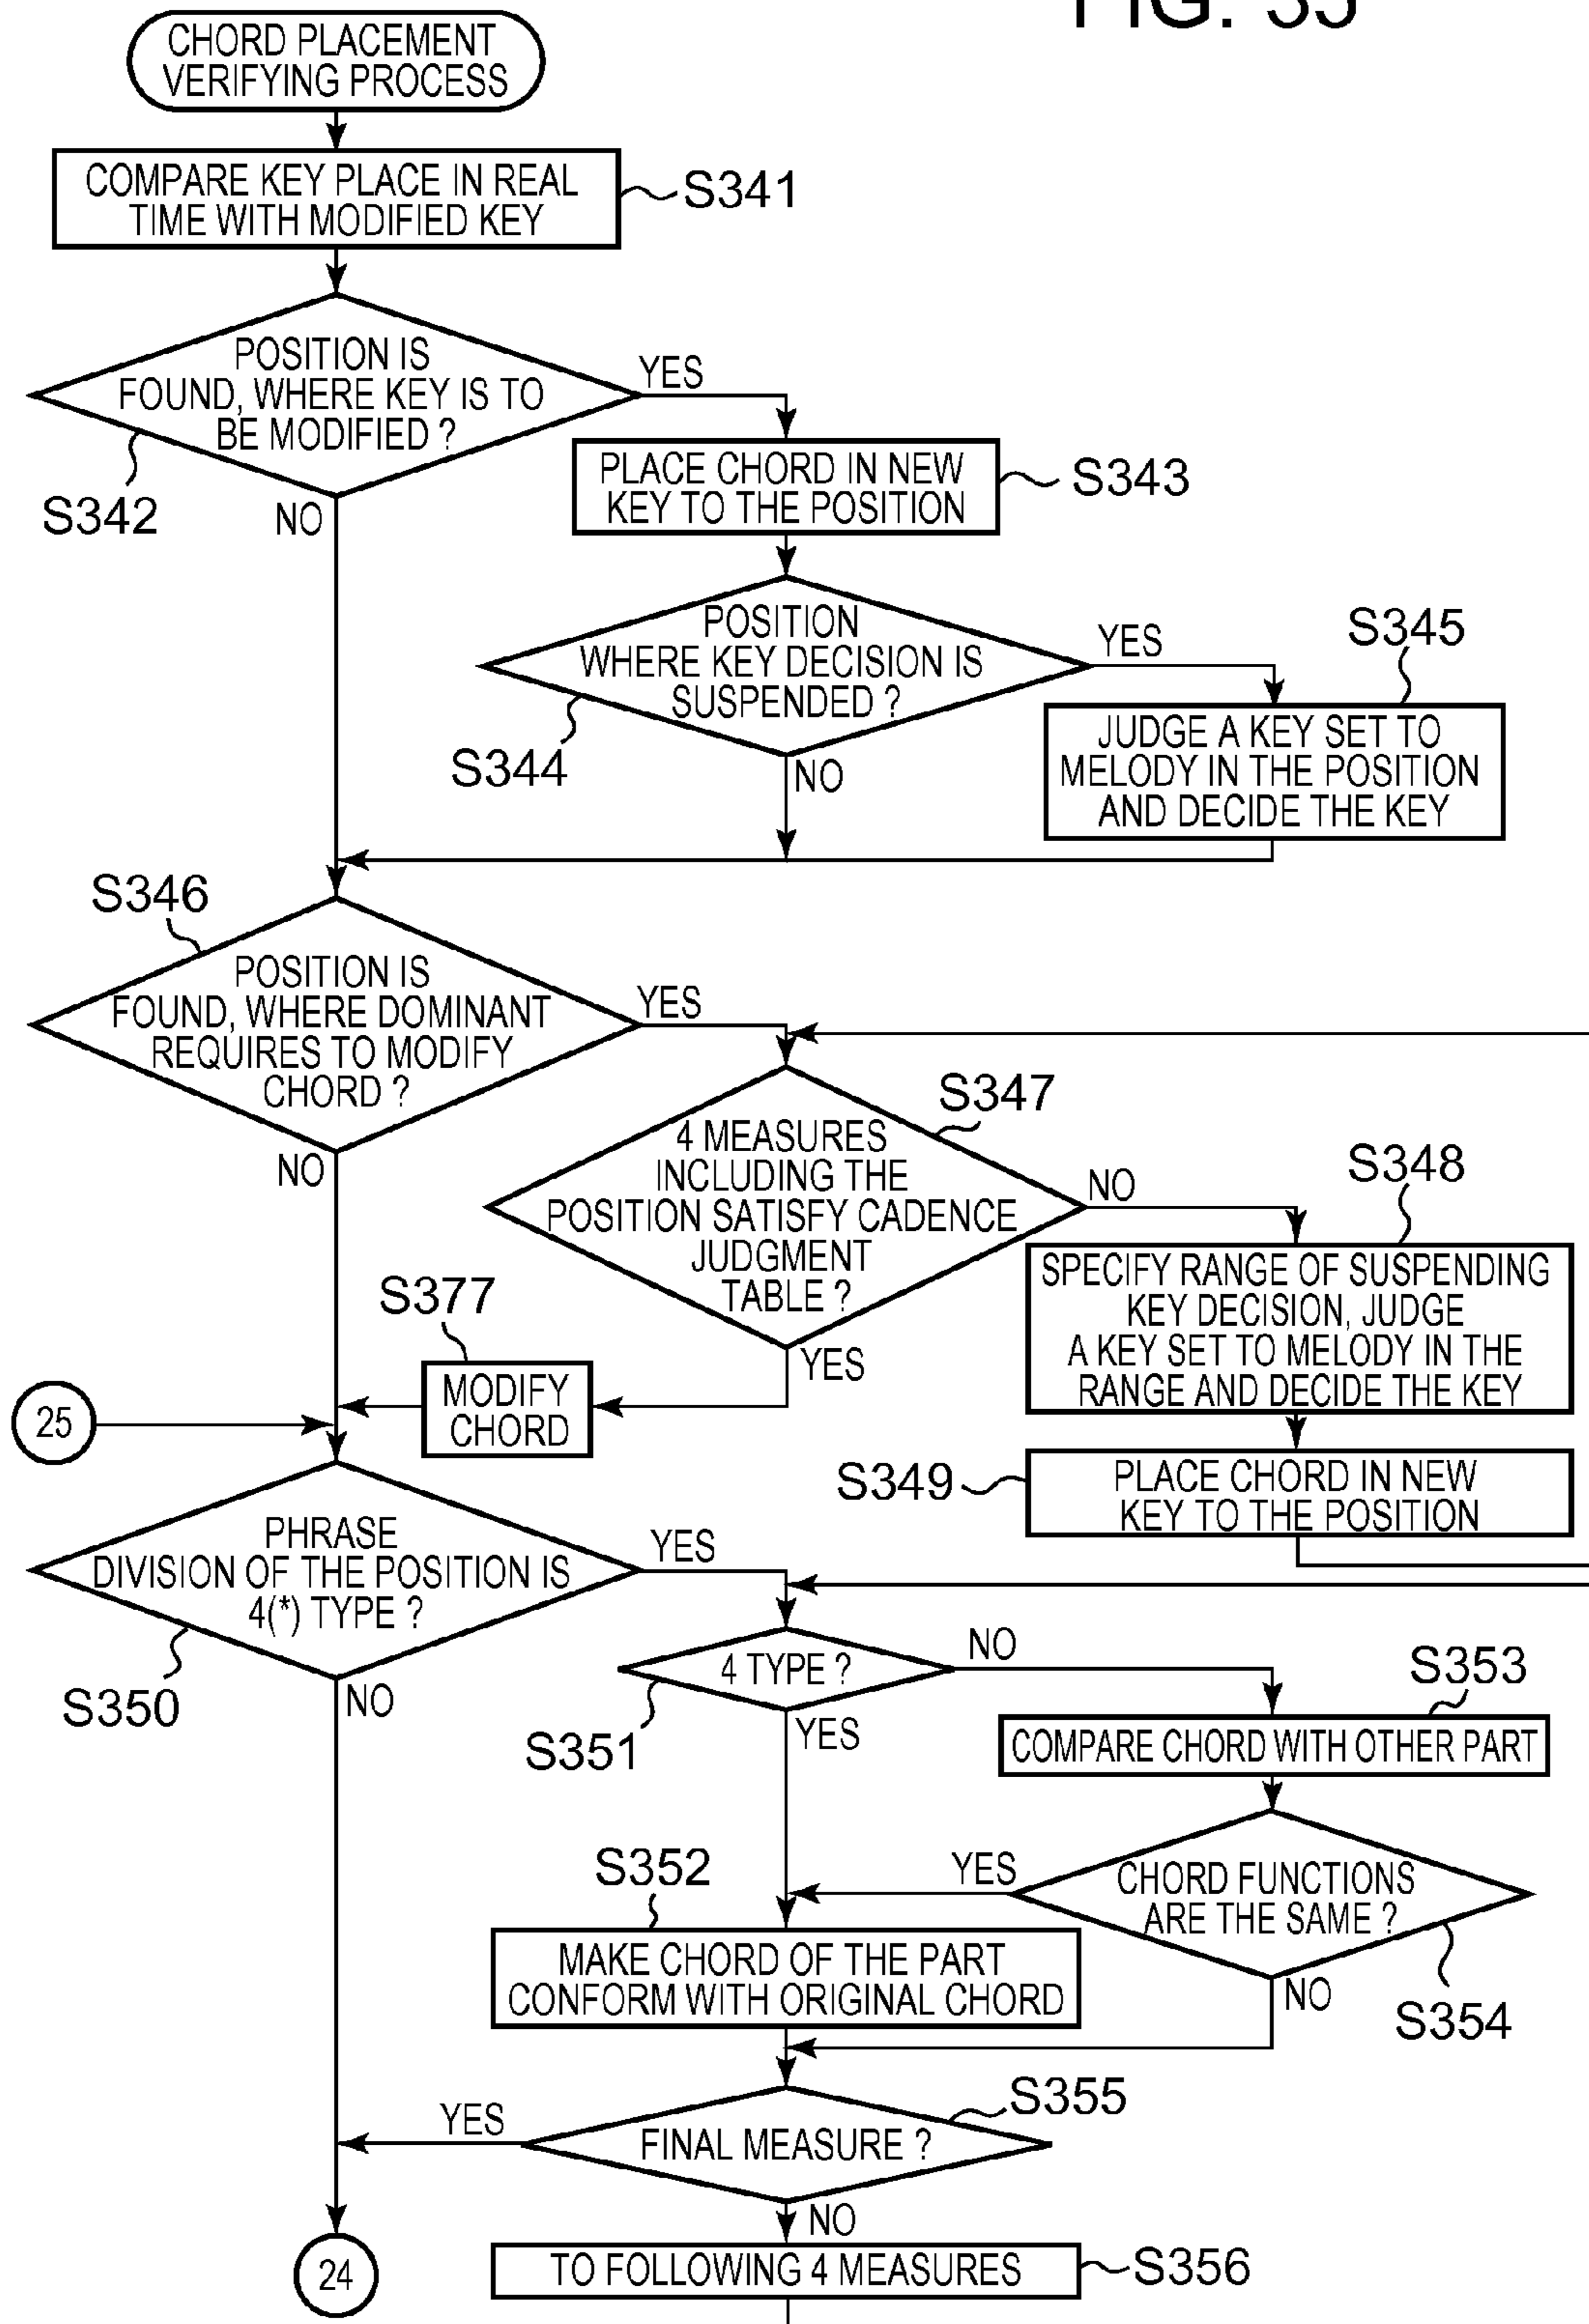 FIG. 35
CHORD PLACEMENT
VERIFYING PROCESS
COMPARE KEY PLACE IN REAL
TIME WITH MODIFIED KEY
S341
POSITION IS
FOUND, WHERE KEY IS TO
BE MODIFIED ?
YES
S342
NO
PLACE CHORD IN NEW
KEY TO THE POSITION
S343
POSITION
WHERE KEY DECISION IS
SUSPENDED ?
YES
S345
S344
NO
JUDGE A KEY SET TO
MELODY IN THE POSITION
AND DECIDE THE KEY
S346
POSITION IS
FOUND, WHERE DOMINANT
REQUIRES TO MODIFY
CHORD ?
YES
NO
S347
4 MEASURES
INCLUDING THE
POSITION SATISFY CADENCE
JUDGMENT
TABLE ?
NO
S348
YES
SPECIFY RANGE OF SUSPENDING
KEY DECISION, JUDGE
A KEY SET TO MELODY IN THE
RANGE AND DECIDE THE KEY
S377
MODIFY
CHORD
25
S349
PLACE CHORD IN NEW
KEY TO THE POSITION
PHRASE
DIVISION OF THE POSITION IS
4(*) TYPE ?
YES
S350
NO
4 TYPE ?
NO
S351
YES
S353
COMPARE CHORD WITH OTHER PART
S352
YES
CHORD FUNCTIONS
ARE THE SAME ?
NO
S354
MAKE CHORD OF THE PART
CONFORM WITH ORIGINAL CHORD
S355
YES
FINAL MEASURE ?
NO
24
TO FOLLOWING 4 MEASURES
S356